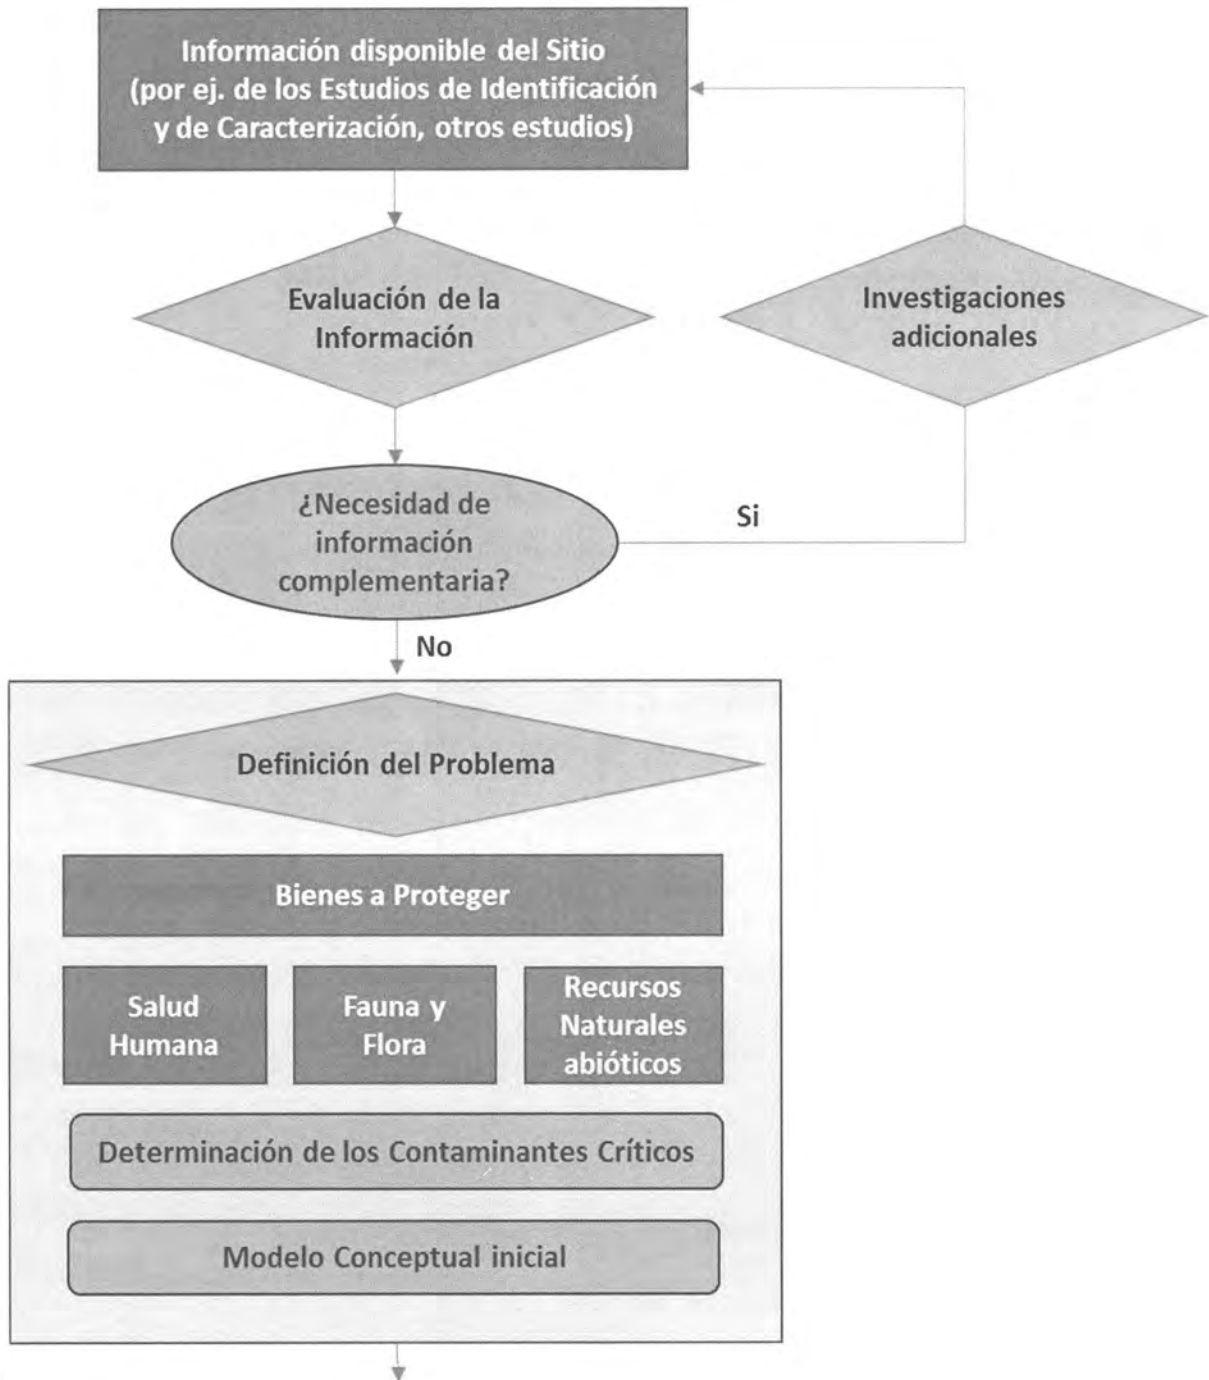 Información disponible del Sitio
(por ej. de los Estudios de Identificación
y de Caracterización, otros estudios)
Evaluación de la
Información
Investigaciones
adicionales
¿Necesidad de
información
complementaria?
Si
No
Definición del Problema
Bienes a Proteger
Salud
Humana
Fauna y
Flora
Recursos
Naturales
abióticos
Determinación de los Contaminantes Críticos
Modelo Conceptual inicial